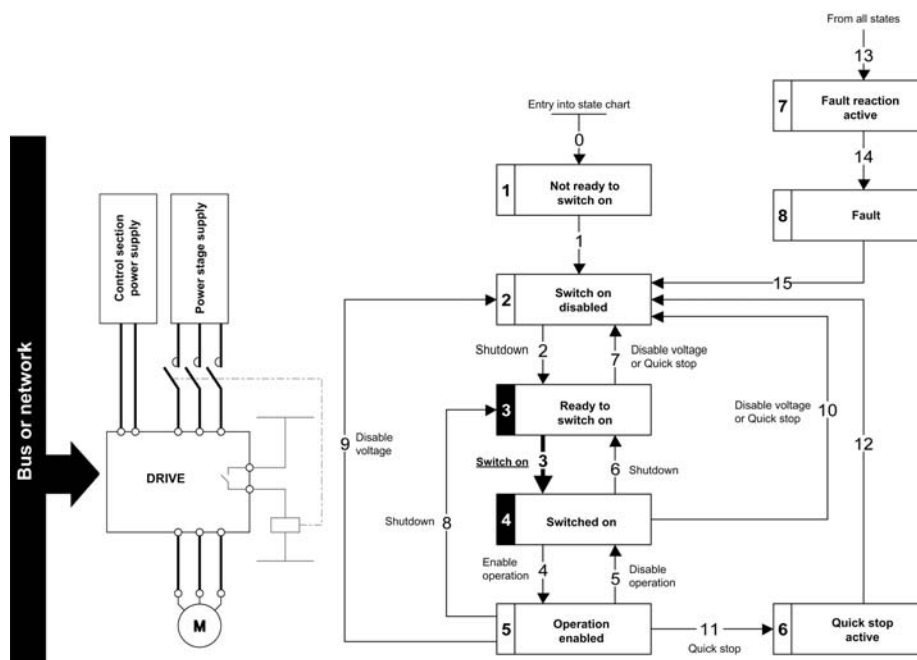 Bus or network
Control section
power supply
Power stage supply
DRIVE
M
Entry into state chart
0
1
Not ready to
switch on
1
2
Switch on
disabled
Shutdown
2
7
Disable voltage
or Quick stop
3
Ready to
switch on
Switch on
3
6
Shutdown
4
Switched on
Enable
operation
4
5
Disable
operation
5
Operation
enabled
9
Disable
voltage
Shutdown
8
11
Quick stop
6
Quick stop
active
Disable voltage
or Quick stop
10
12
From all states
13
7
Fault reaction
active
14
8
Fault
15